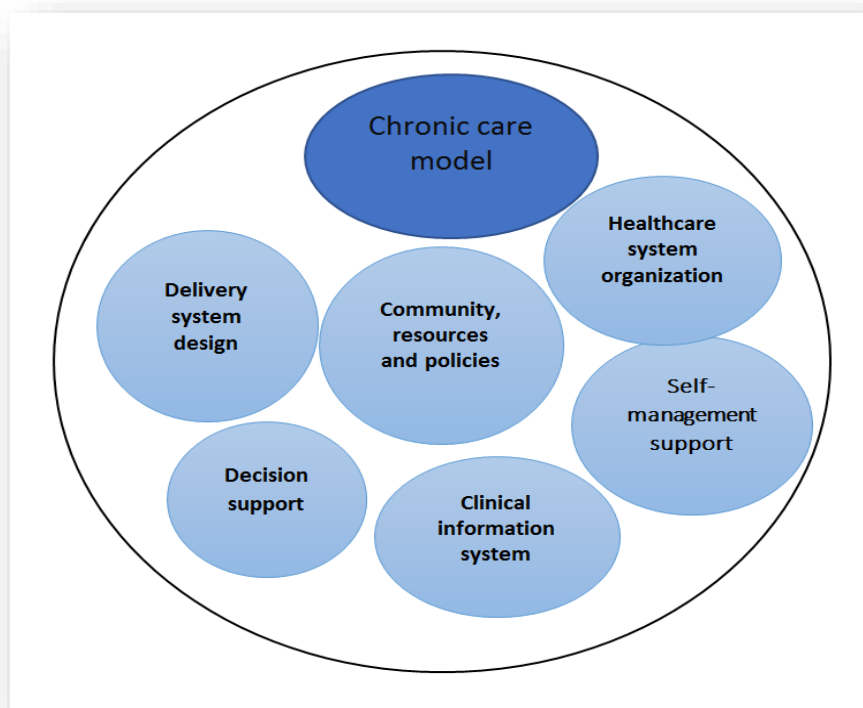 Chronic care
model
Healthcare
system
organization
Delivery
system
design
Community,
resources
and policies
Self-
management
support
Decision
support
Clinical
information
system